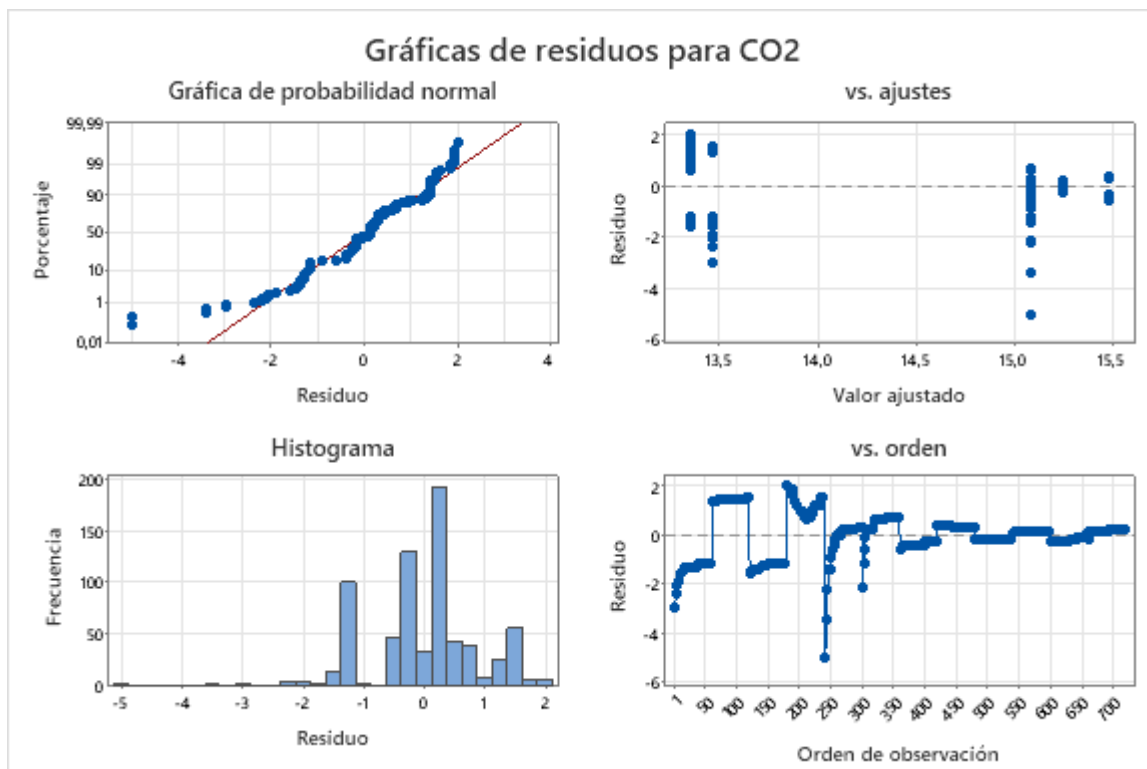 Gráficas de residuos para CO2
Gráfica de probabilidad normal
99,99
99
90
50
10
1
0,01
Porcentaje
-4 -2 0 2 4
Residuo
vs. ajustes
2
0
-2
-4
-6
Residuo
13,5 14,0 14,5 15,0 15,5
Valor ajustado
Histograma
200
150
100
50
0
Frecuencia
-5 -4 -3 -2 -1 0 1 2
Residuo
vs. orden
2
0
-2
-4
-6
Residuo
1 50 100 150 200 250 300 350 400 450 500 550 600 650 700
Orden de observación